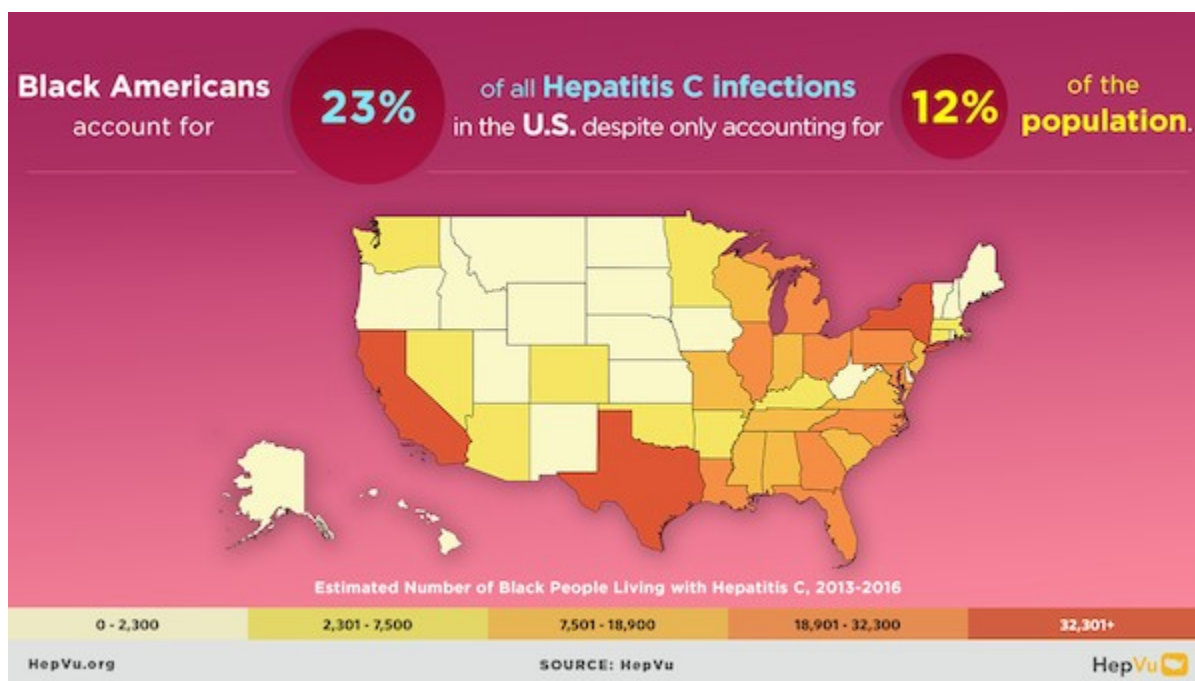 Black Americans
account for
23%
of all Hepatitis C infections
in the U.S. despite only accounting for
12%
of the
population.
Estimated Number of Black People Living with Hepatitis C, 2013-2016
0 - 2,300
2,301 - 7,500
7,501 - 18,900
18,901 - 32,300
32,301+
HepVu.org
SOURCE: HepVu
HepVu